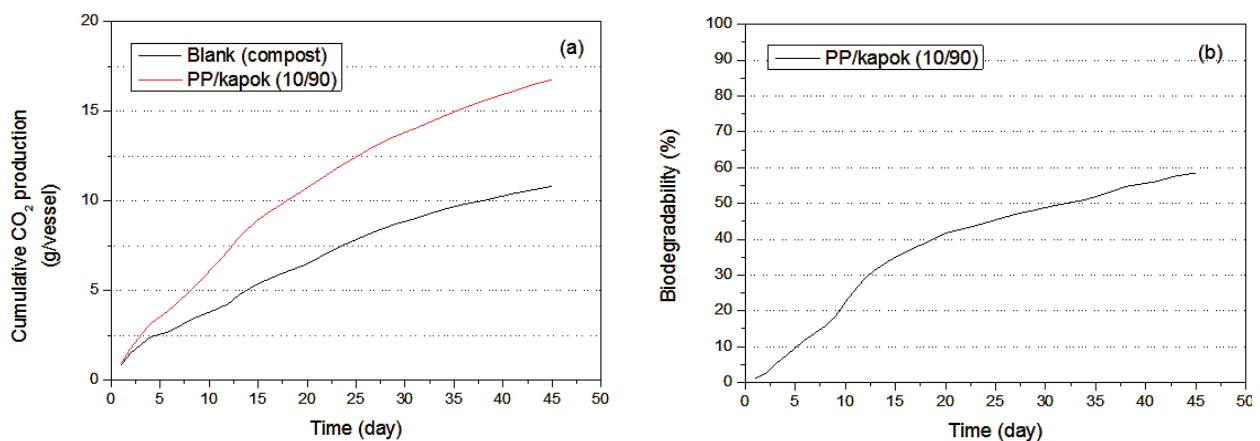 (a)
Blank (compost)
PP/kapok (10/90)
Cumulative CO₂ production
(g/vessel)
20
15
10
5
0
0 5 10 15 20 25 30 35 40 45 50
Time (day)
(b)
PP/kapok (10/90)
Biodegradability (%)
100
90
80
70
60
50
40
30
20
10
0
0 5 10 15 20 25 30 35 40 45 50
Time (day)